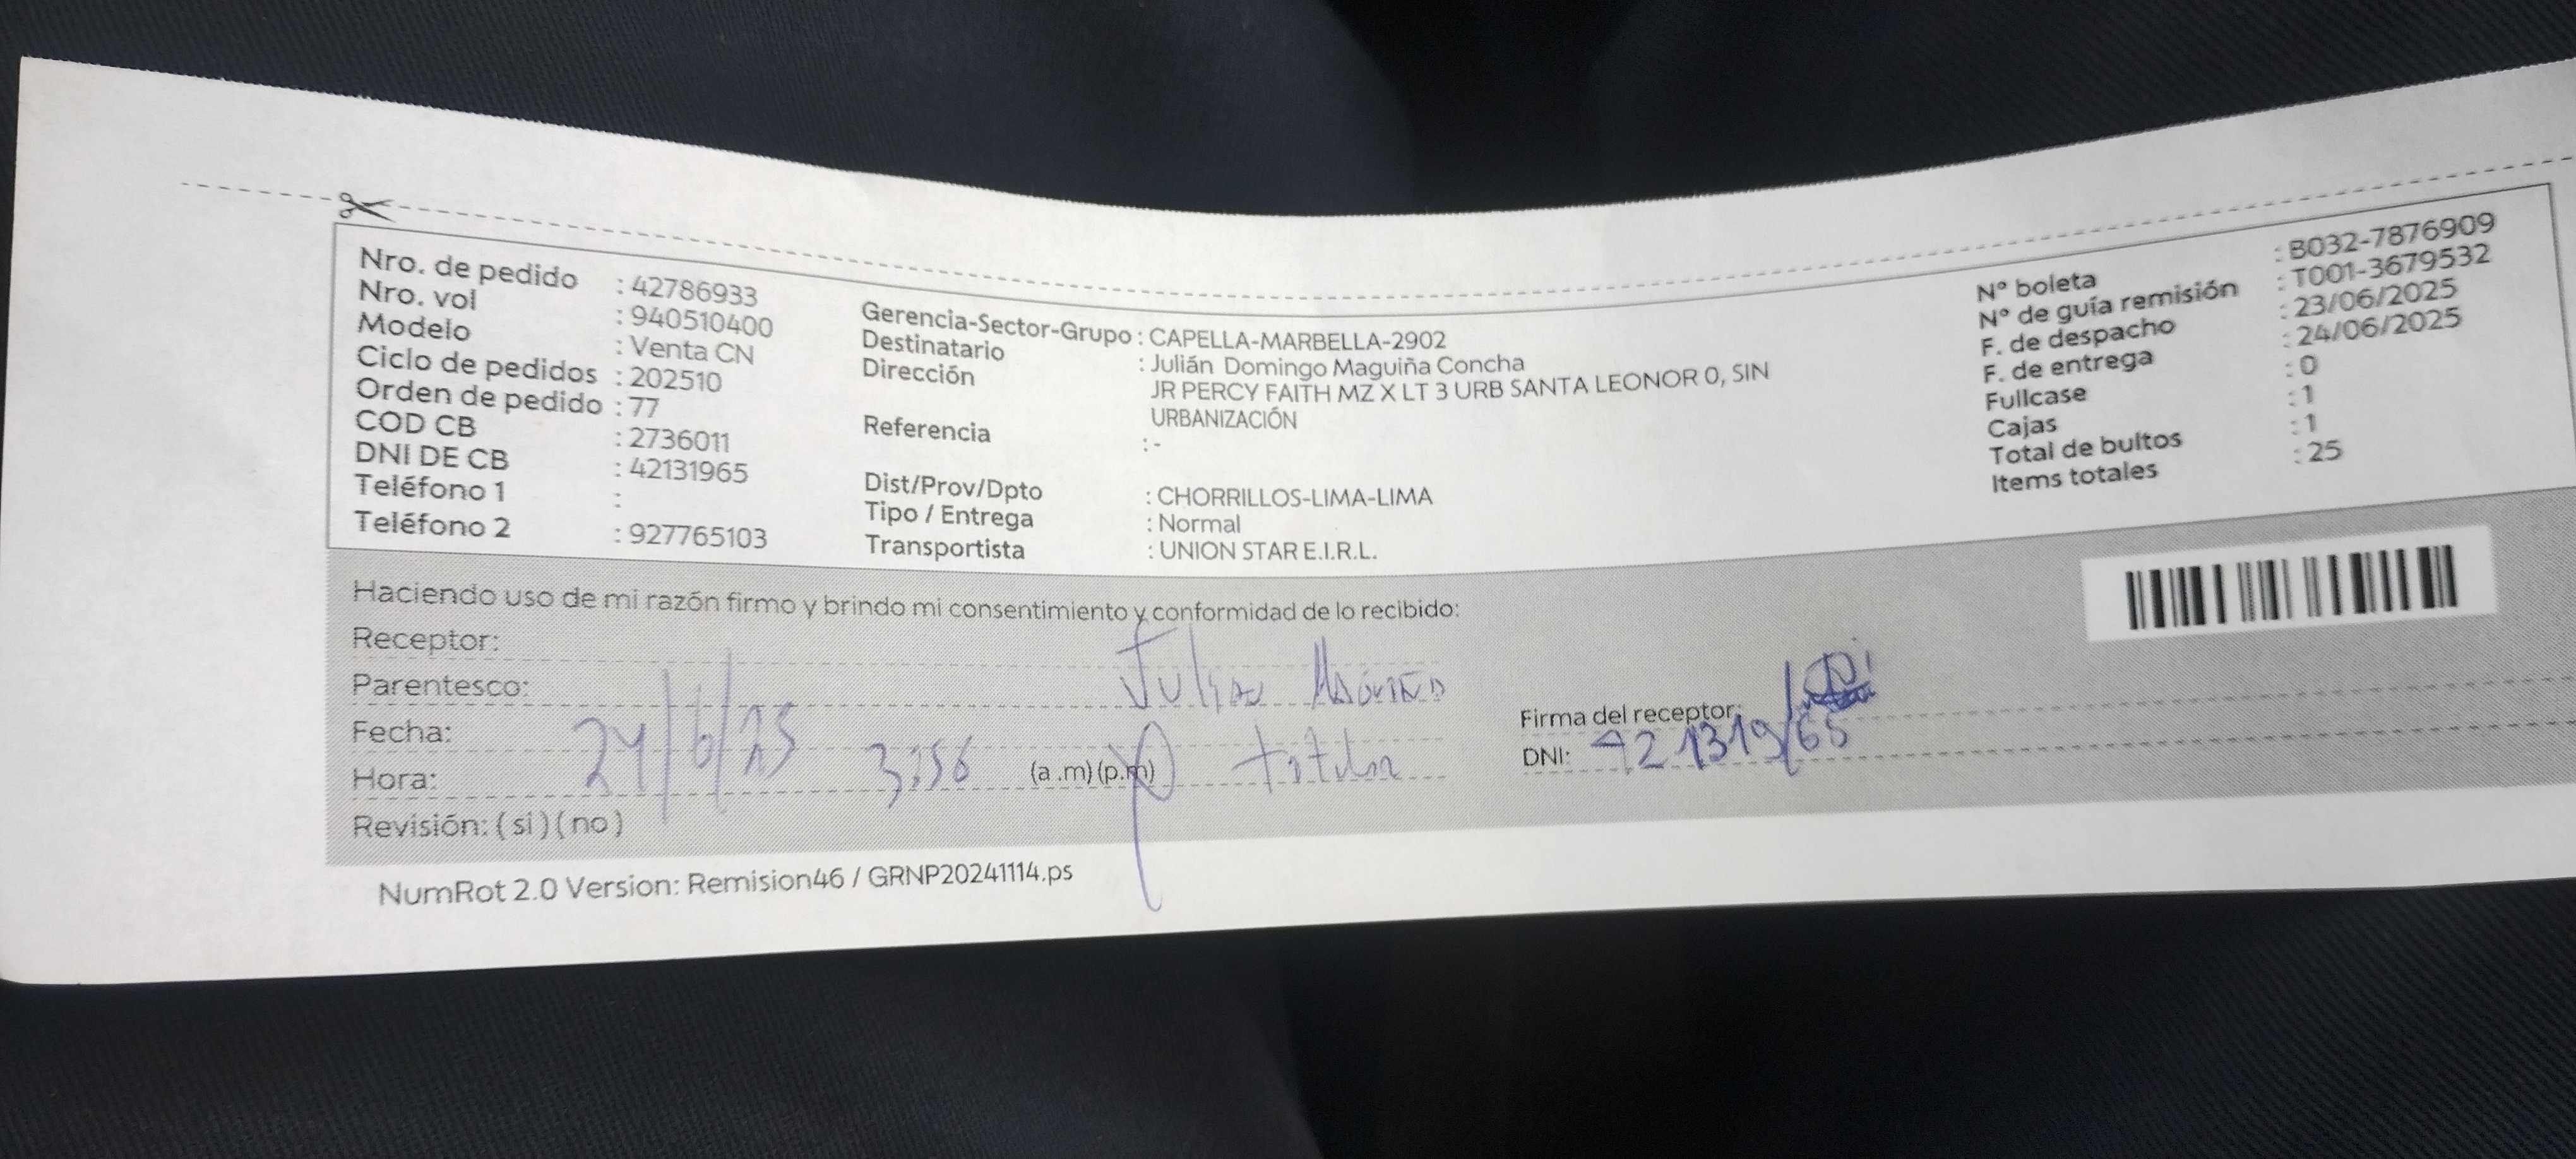 Nro. de pedido : 42786933
Nro. vol : 940510400
Modelo : Venta CN
Ciclo de pedidos : 202510
Orden de pedido : 77
COD CB : 2736011
DNI DE CB : 42131965
Teléfono 1 :
Teléfono 2 : 927765103
Gerencia-Sector-Grupo : CAPELLA-MARBELLA-2902
Destinatario : Julián Domingo Maguiña Concha
Dirección JR PERCY FAITH MZ X LT 3 URB SANTA LEONOR 0, SIN
URBANIZACIÓN
Referencia : -
Dist/Prov/Dpto : CHORRILLOS-LIMA-LIMA
Tipo / Entrega : Normal
Transportista : UNION STAR E.I.R.L.
N° boleta : B032-7876909
N° de guía remisión : T001-3679532
F. de despacho : 23/06/2025
F. de entrega : 24/06/2025
Fullcase : 0
Cajas : 1
Total de bultos : 1
Items totales : 25
Haciendo uso de mi razón firmo y brindo mi consentimiento y conformidad de lo recibido:
Receptor: Julian Maguiña
Parentesco: titular
Fecha: 24/6/25
Hora: 3:56 (a .m) (p.m)
Revisión: ( si ) ( no )
Firma del receptor:
DNI: 42131965
NumRot 2.0 Version: Remision46 / GRNP20241114.ps